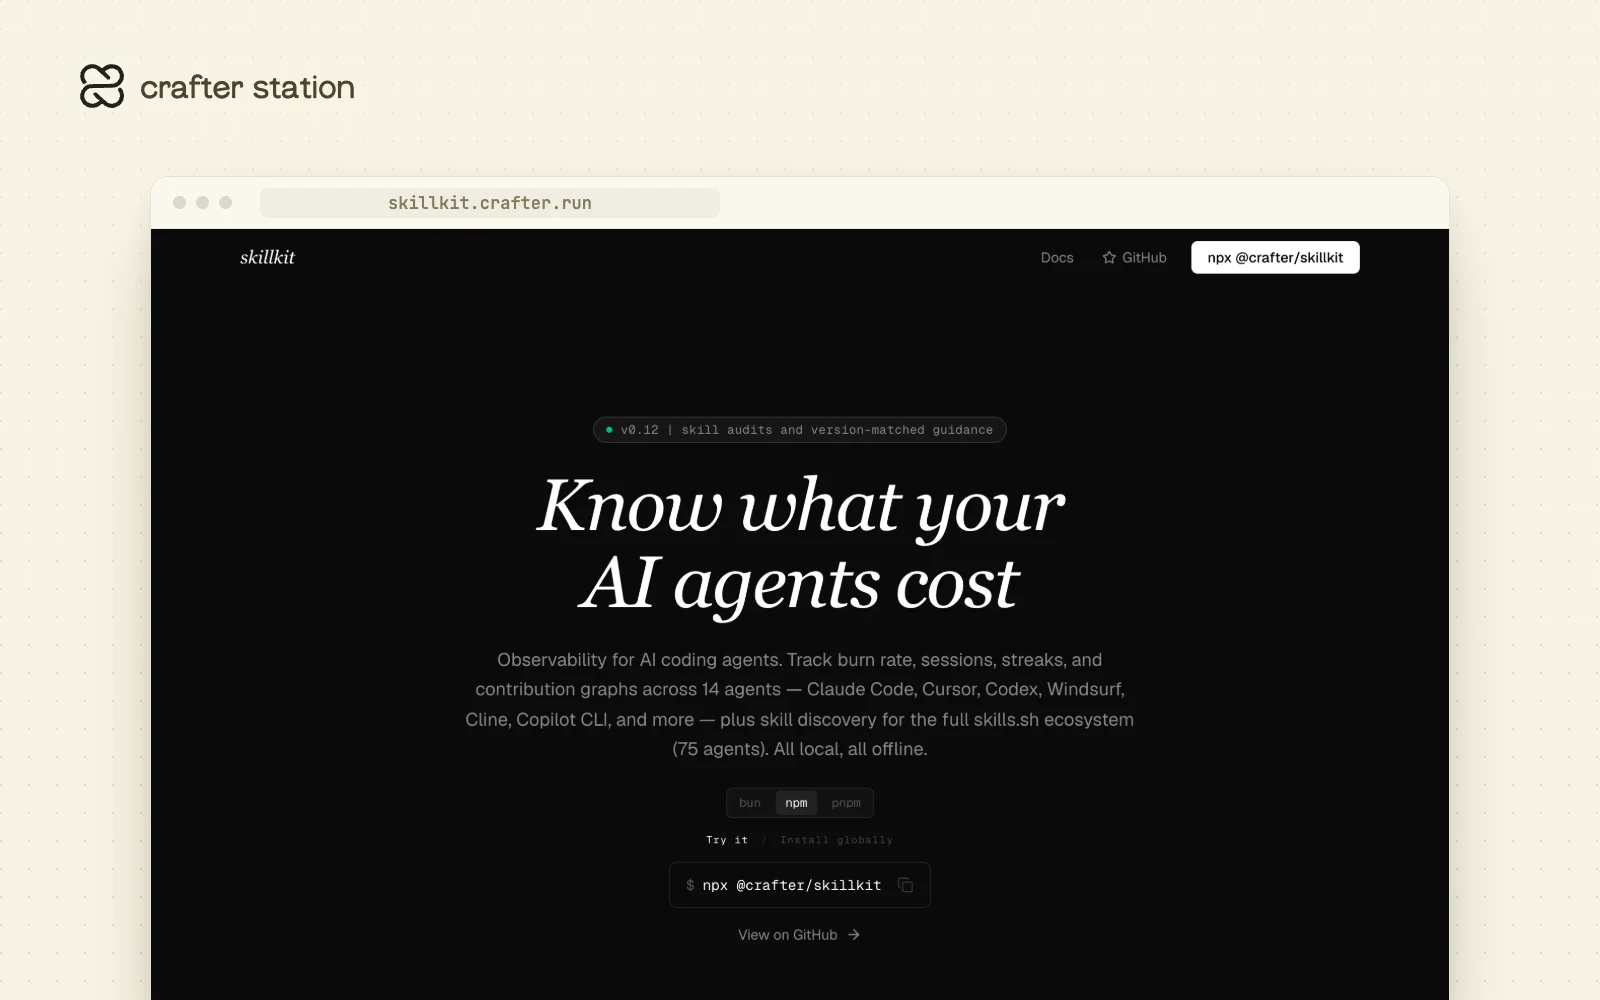 crafter station
skillkit.crafter.run
skillkit
Docs
GitHub
npx @crafter/skillkit
v0.12 | skill audits and version-matched guidance
Know what your
AI agents cost
Observability for AI coding agents. Track burn rate, sessions, streaks, and
contribution graphs across 14 agents — Claude Code, Cursor, Codex, Windsurf,
Cline, Copilot CLI, and more — plus skill discovery for the full skills.sh ecosystem
(75 agents). All local, all offline.
bun npm pnpm
Try it / Install globally
$ npx @crafter/skillkit
View on GitHub →